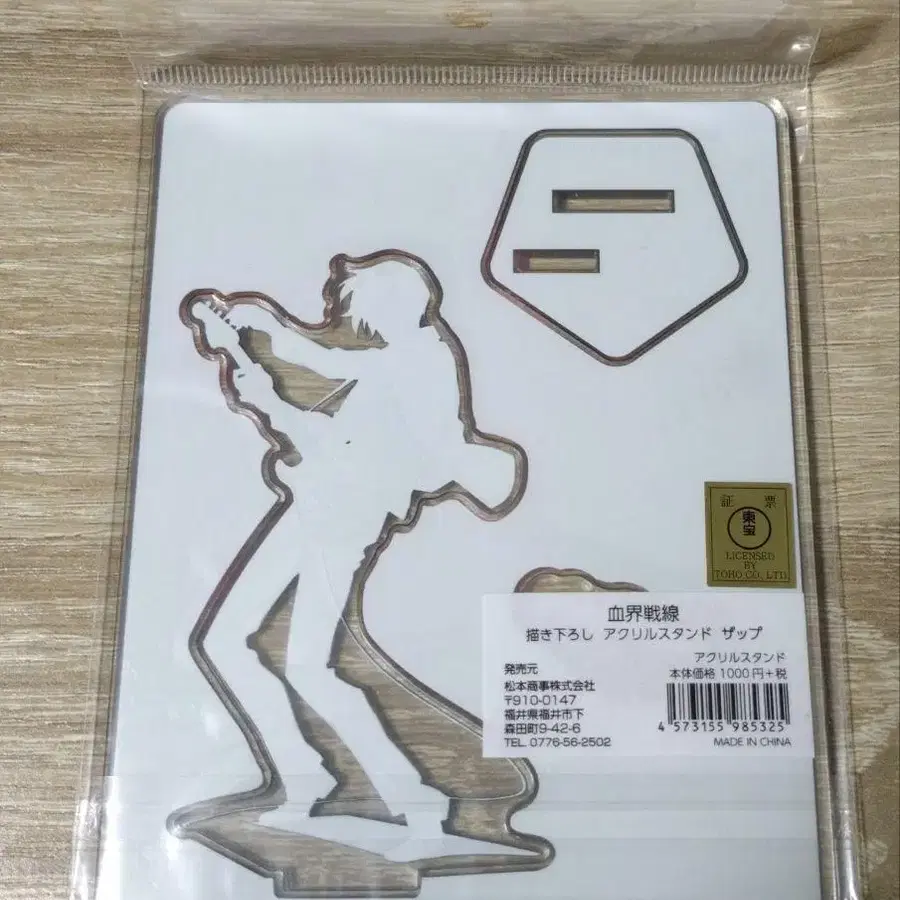 証 票
東宝
LICENSED
BY
TOHO CO., LTD.
血界戦線
描き下ろし アクリルスタンド ザップ
アクリルスタンド
本体価格 1000円+税
発売元
松本商事株式会社
〒910-0147
福井県福井市下
森田町9-42-6
TEL. 0776-56-2502
4 573155 985325
MADE IN CHINA